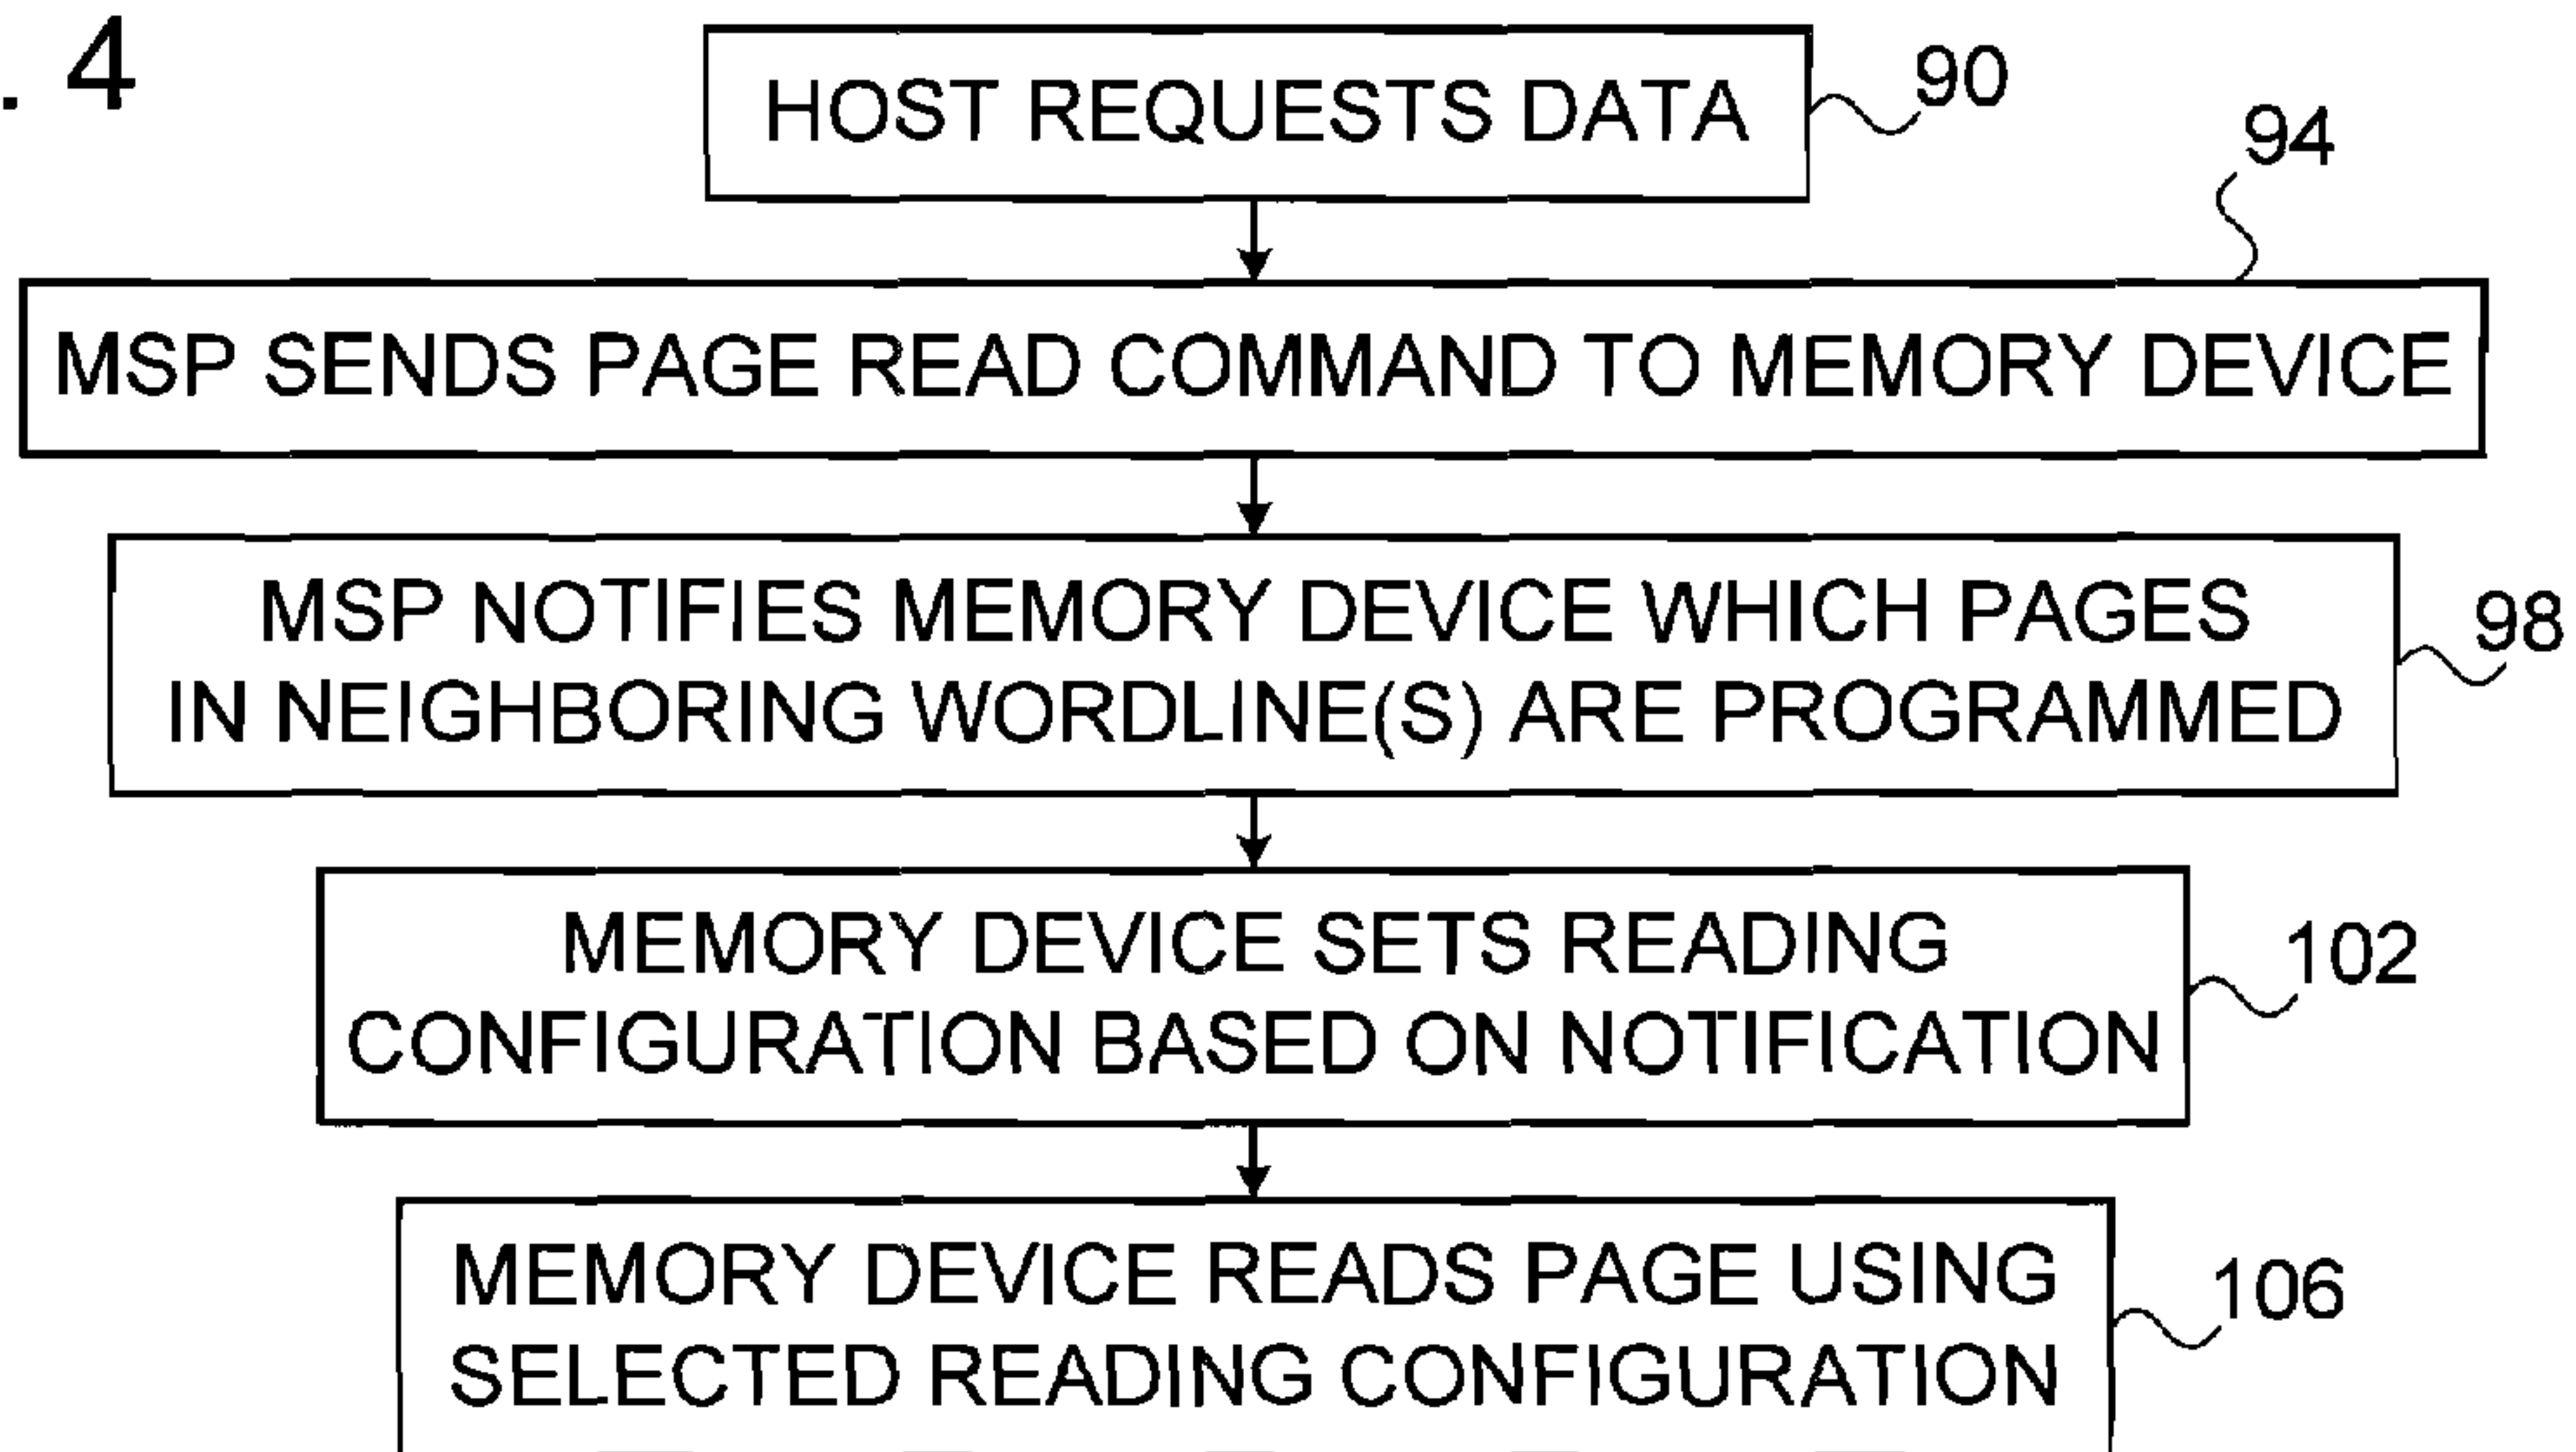 . 4
HOST REQUESTS DATA
90
94
MSP SENDS PAGE READ COMMAND TO MEMORY DEVICE
MSP NOTIFIES MEMORY DEVICE WHICH PAGES
IN NEIGHBORING WORDLINE(S) ARE PROGRAMMED
98
MEMORY DEVICE SETS READING
CONFIGURATION BASED ON NOTIFICATION
102
MEMORY DEVICE READS PAGE USING
SELECTED READING CONFIGURATION
106